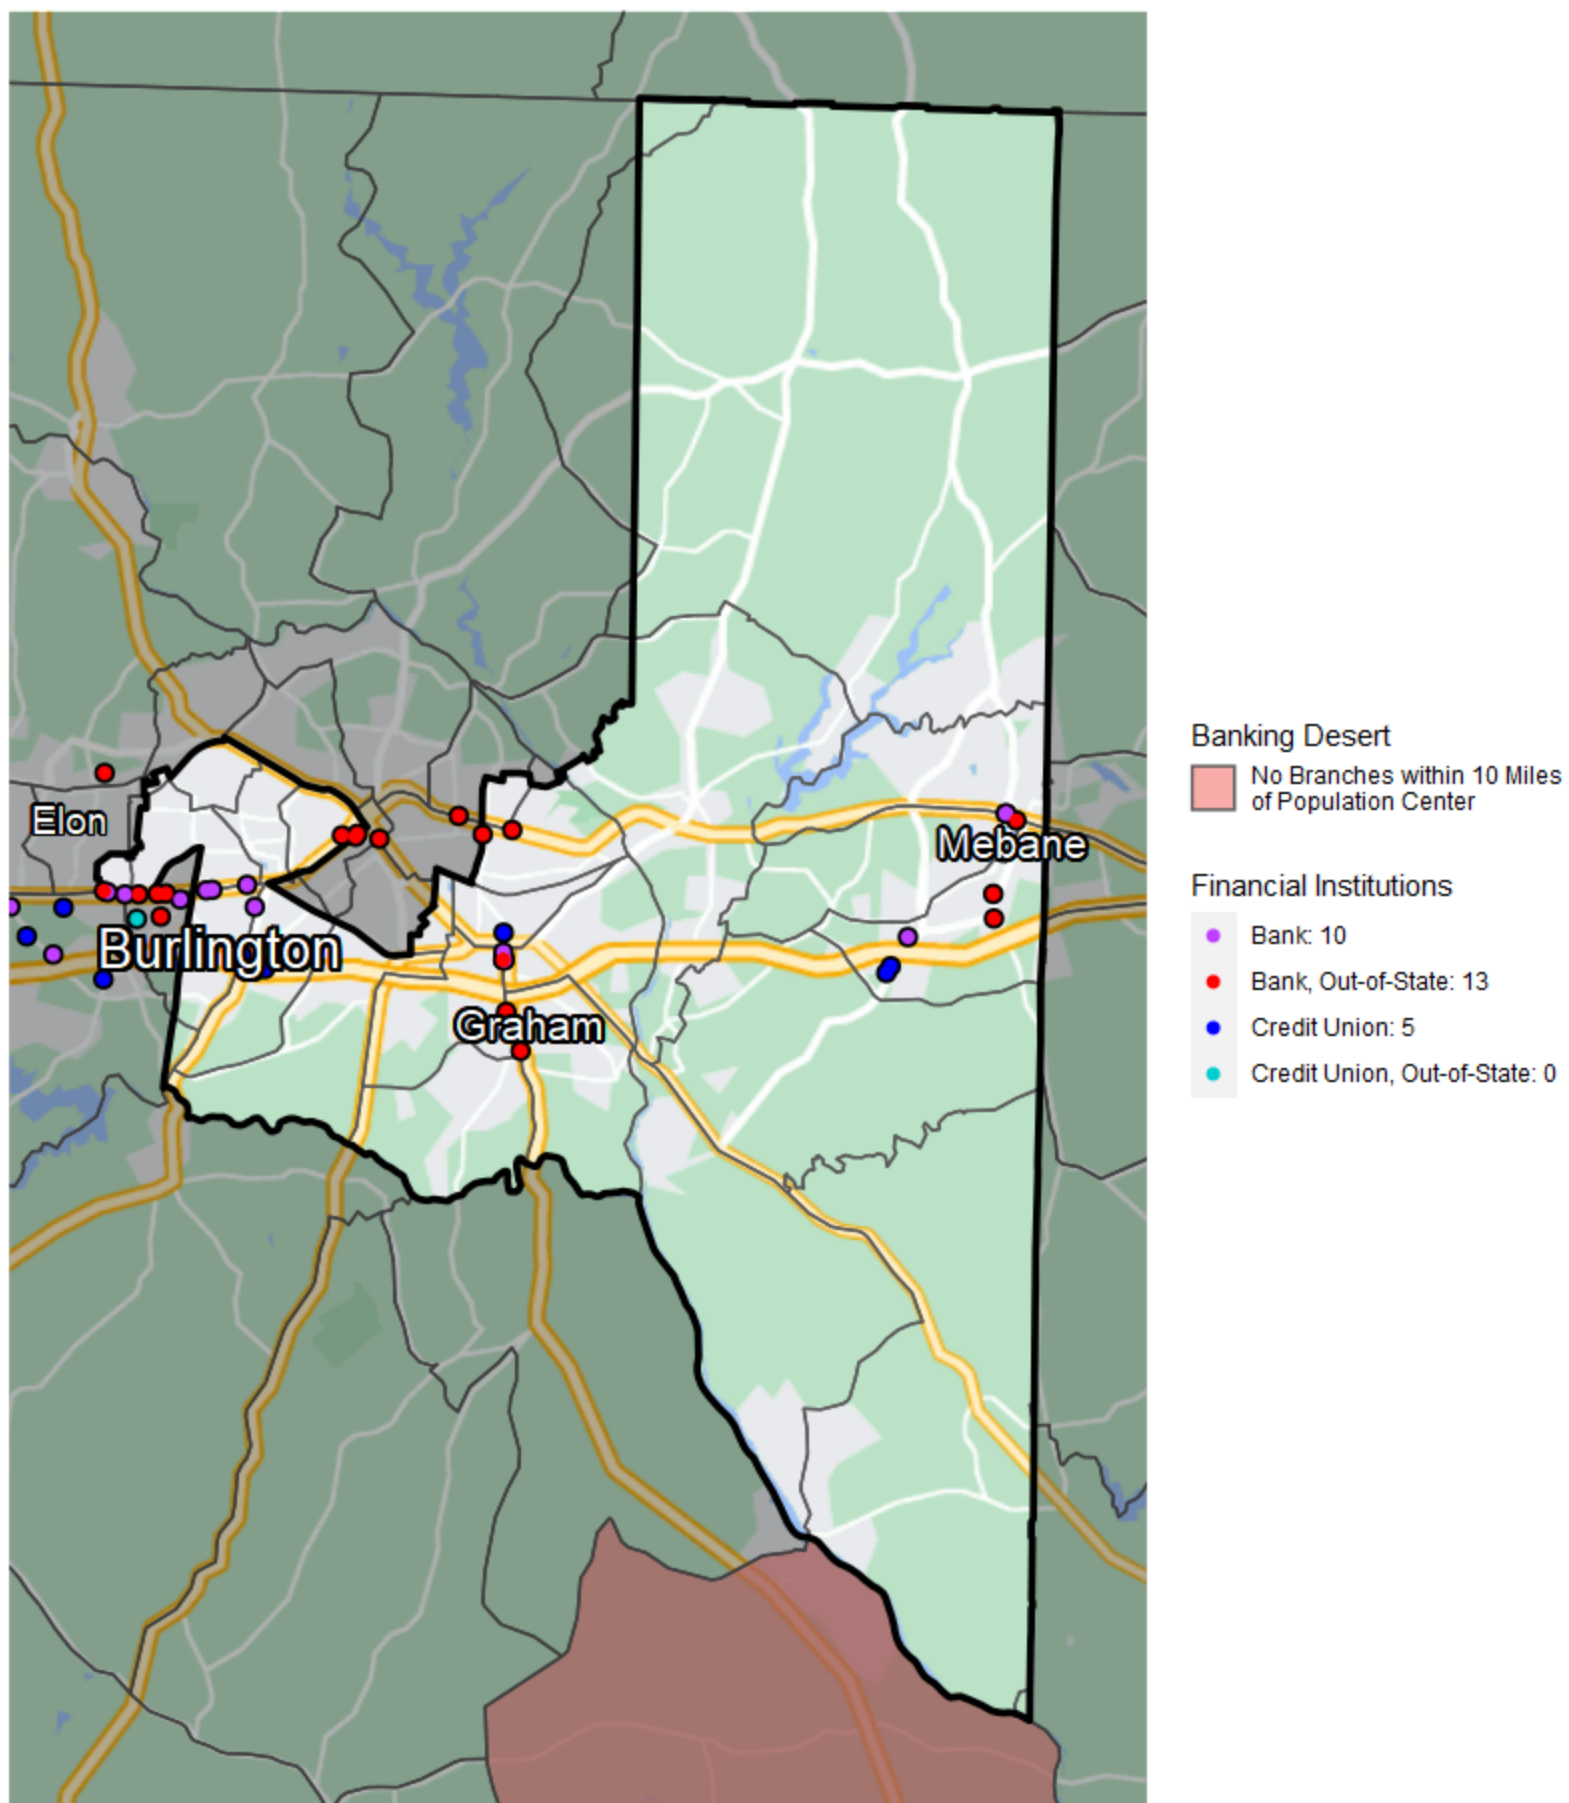 Elon
Burlington
Graham
Mebane
Banking Desert
No Branches within 10 Miles
of Population Center
Financial Institutions
Bank: 10
Bank, Out-of-State: 13
Credit Union: 5
Credit Union, Out-of-State: 0